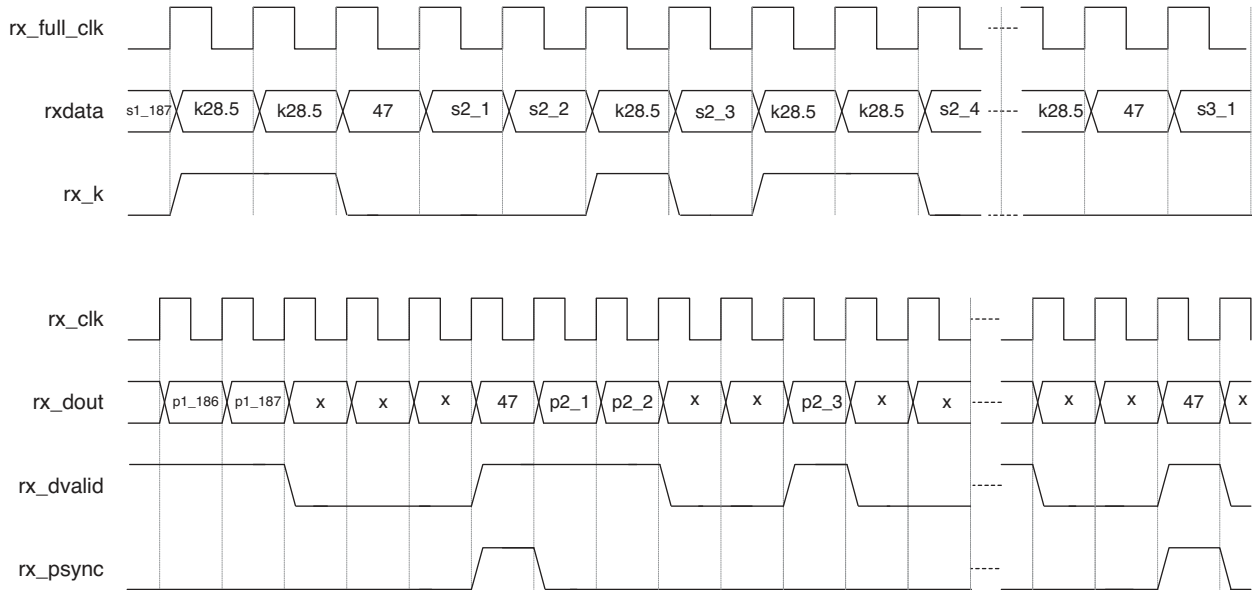 rx_full_clk
rxdata s1_187 k28.5 k28.5 47 s2_1 s2_2 k28.5 s2_3 k28.5 k28.5 s2_4 k28.5 47 s3_1
rx_k
rx_clk
rx_dout p1_186 p1_187 x x x 47 p2_1 p2_2 x x p2_3 x x x x 47 x
rx_dvalid
rx_psync